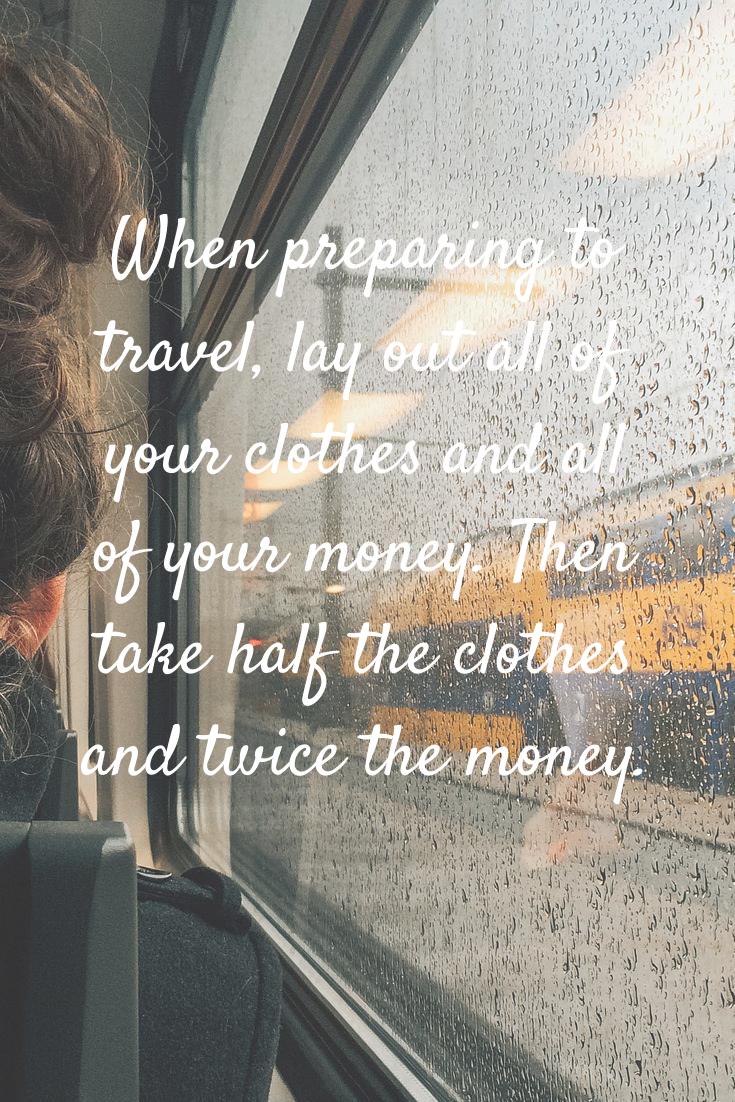 When preparing to
travel, lay out all of
your clothes and all
of your money. Then
take half the clothes
and twice the money.